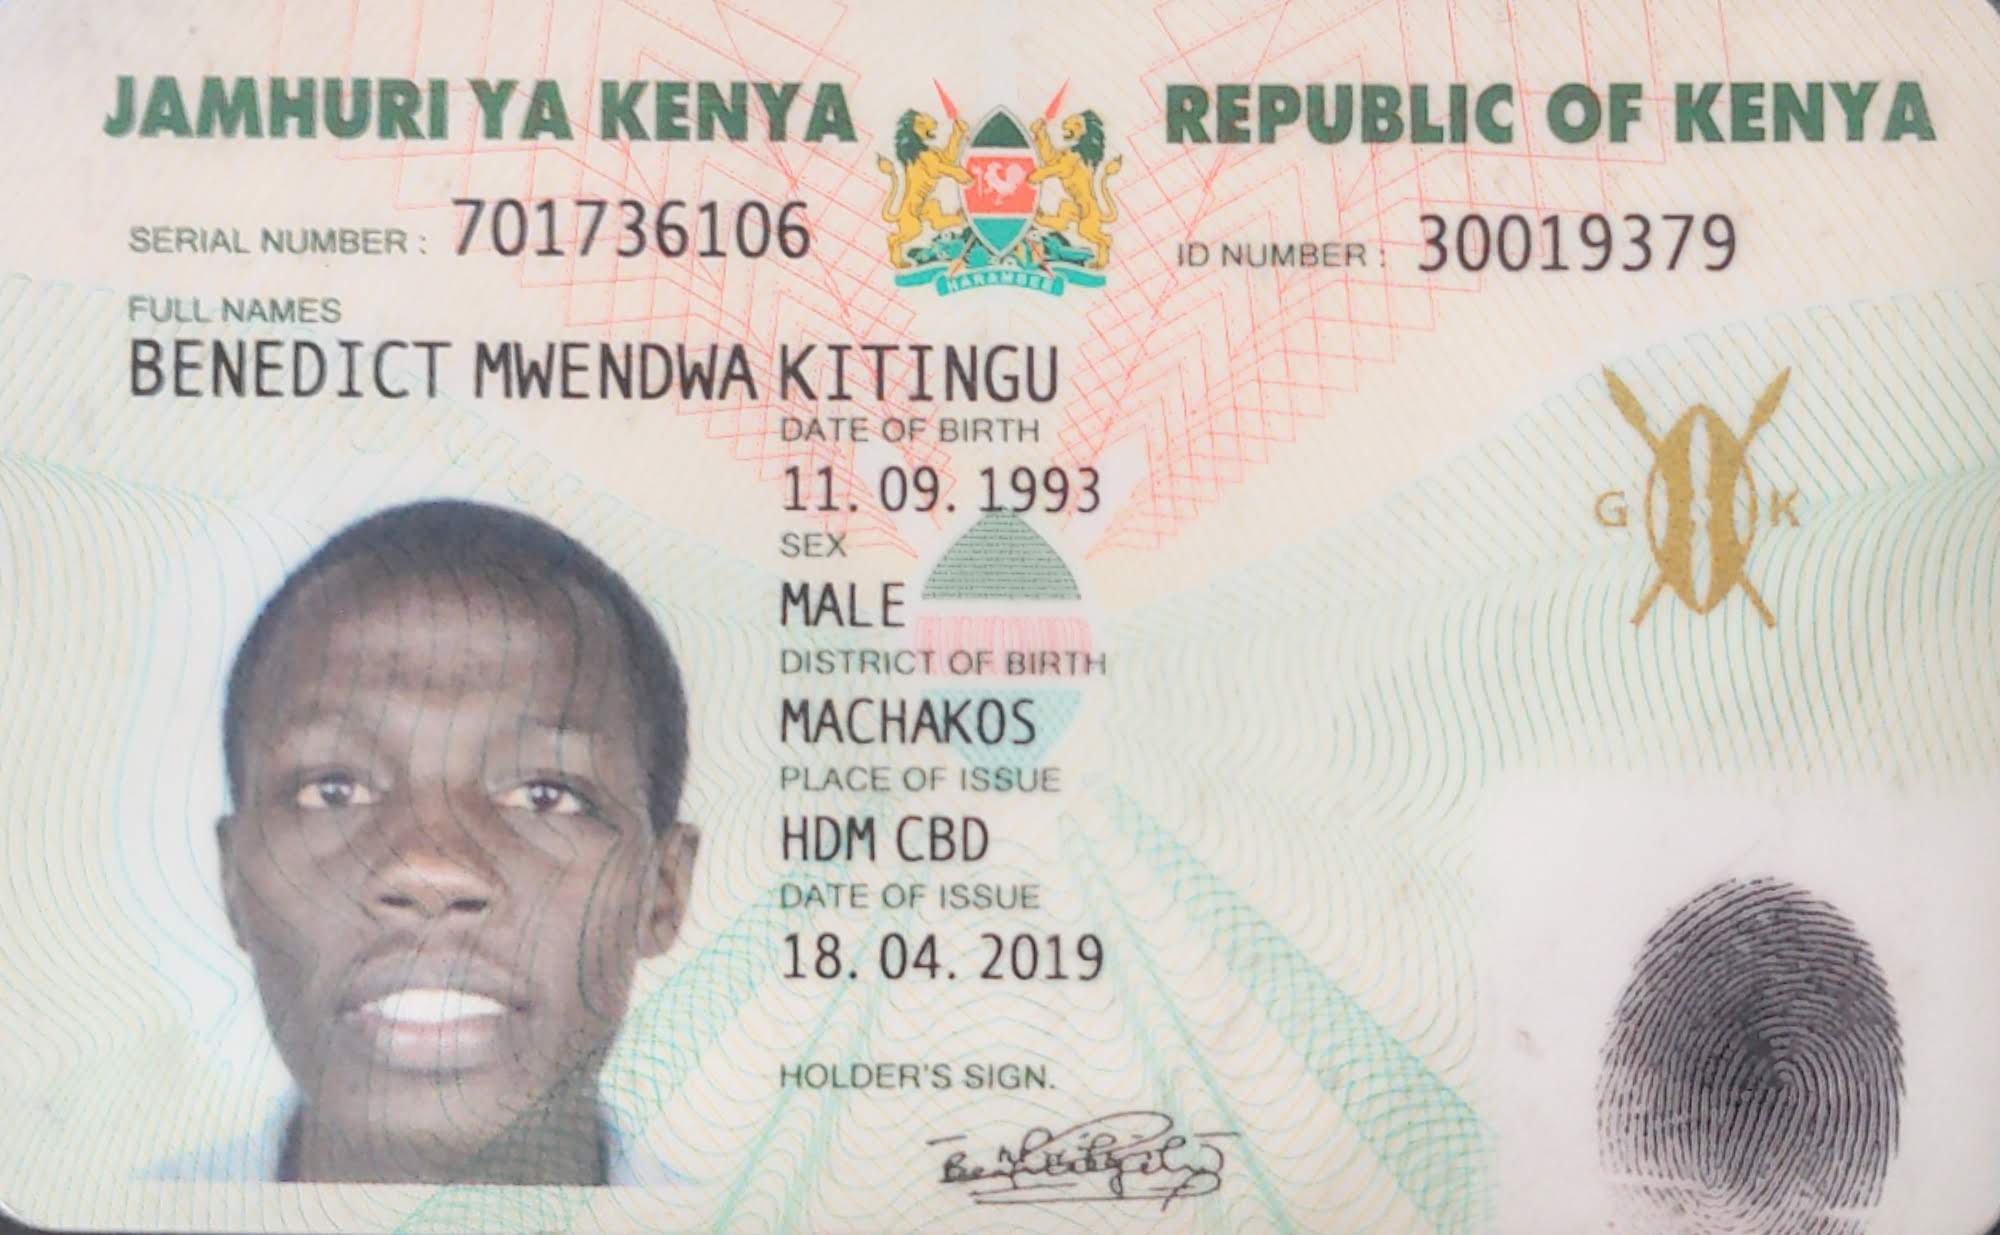 JAMHURI YA KENYA REPUBLIC OF KENYA
SERIAL NUMBER : 701736106 ID NUMBER : 30019379
HARAMBEE
FULL NAMES
BENEDICT MWENDWA KITINGU
DATE OF BIRTH
11. 09. 1993
G K
SEX
MALE
DISTRICT OF BIRTH
MACHAKOS
PLACE OF ISSUE
HDM CBD
DATE OF ISSUE
18. 04. 2019
HOLDER'S SIGN.